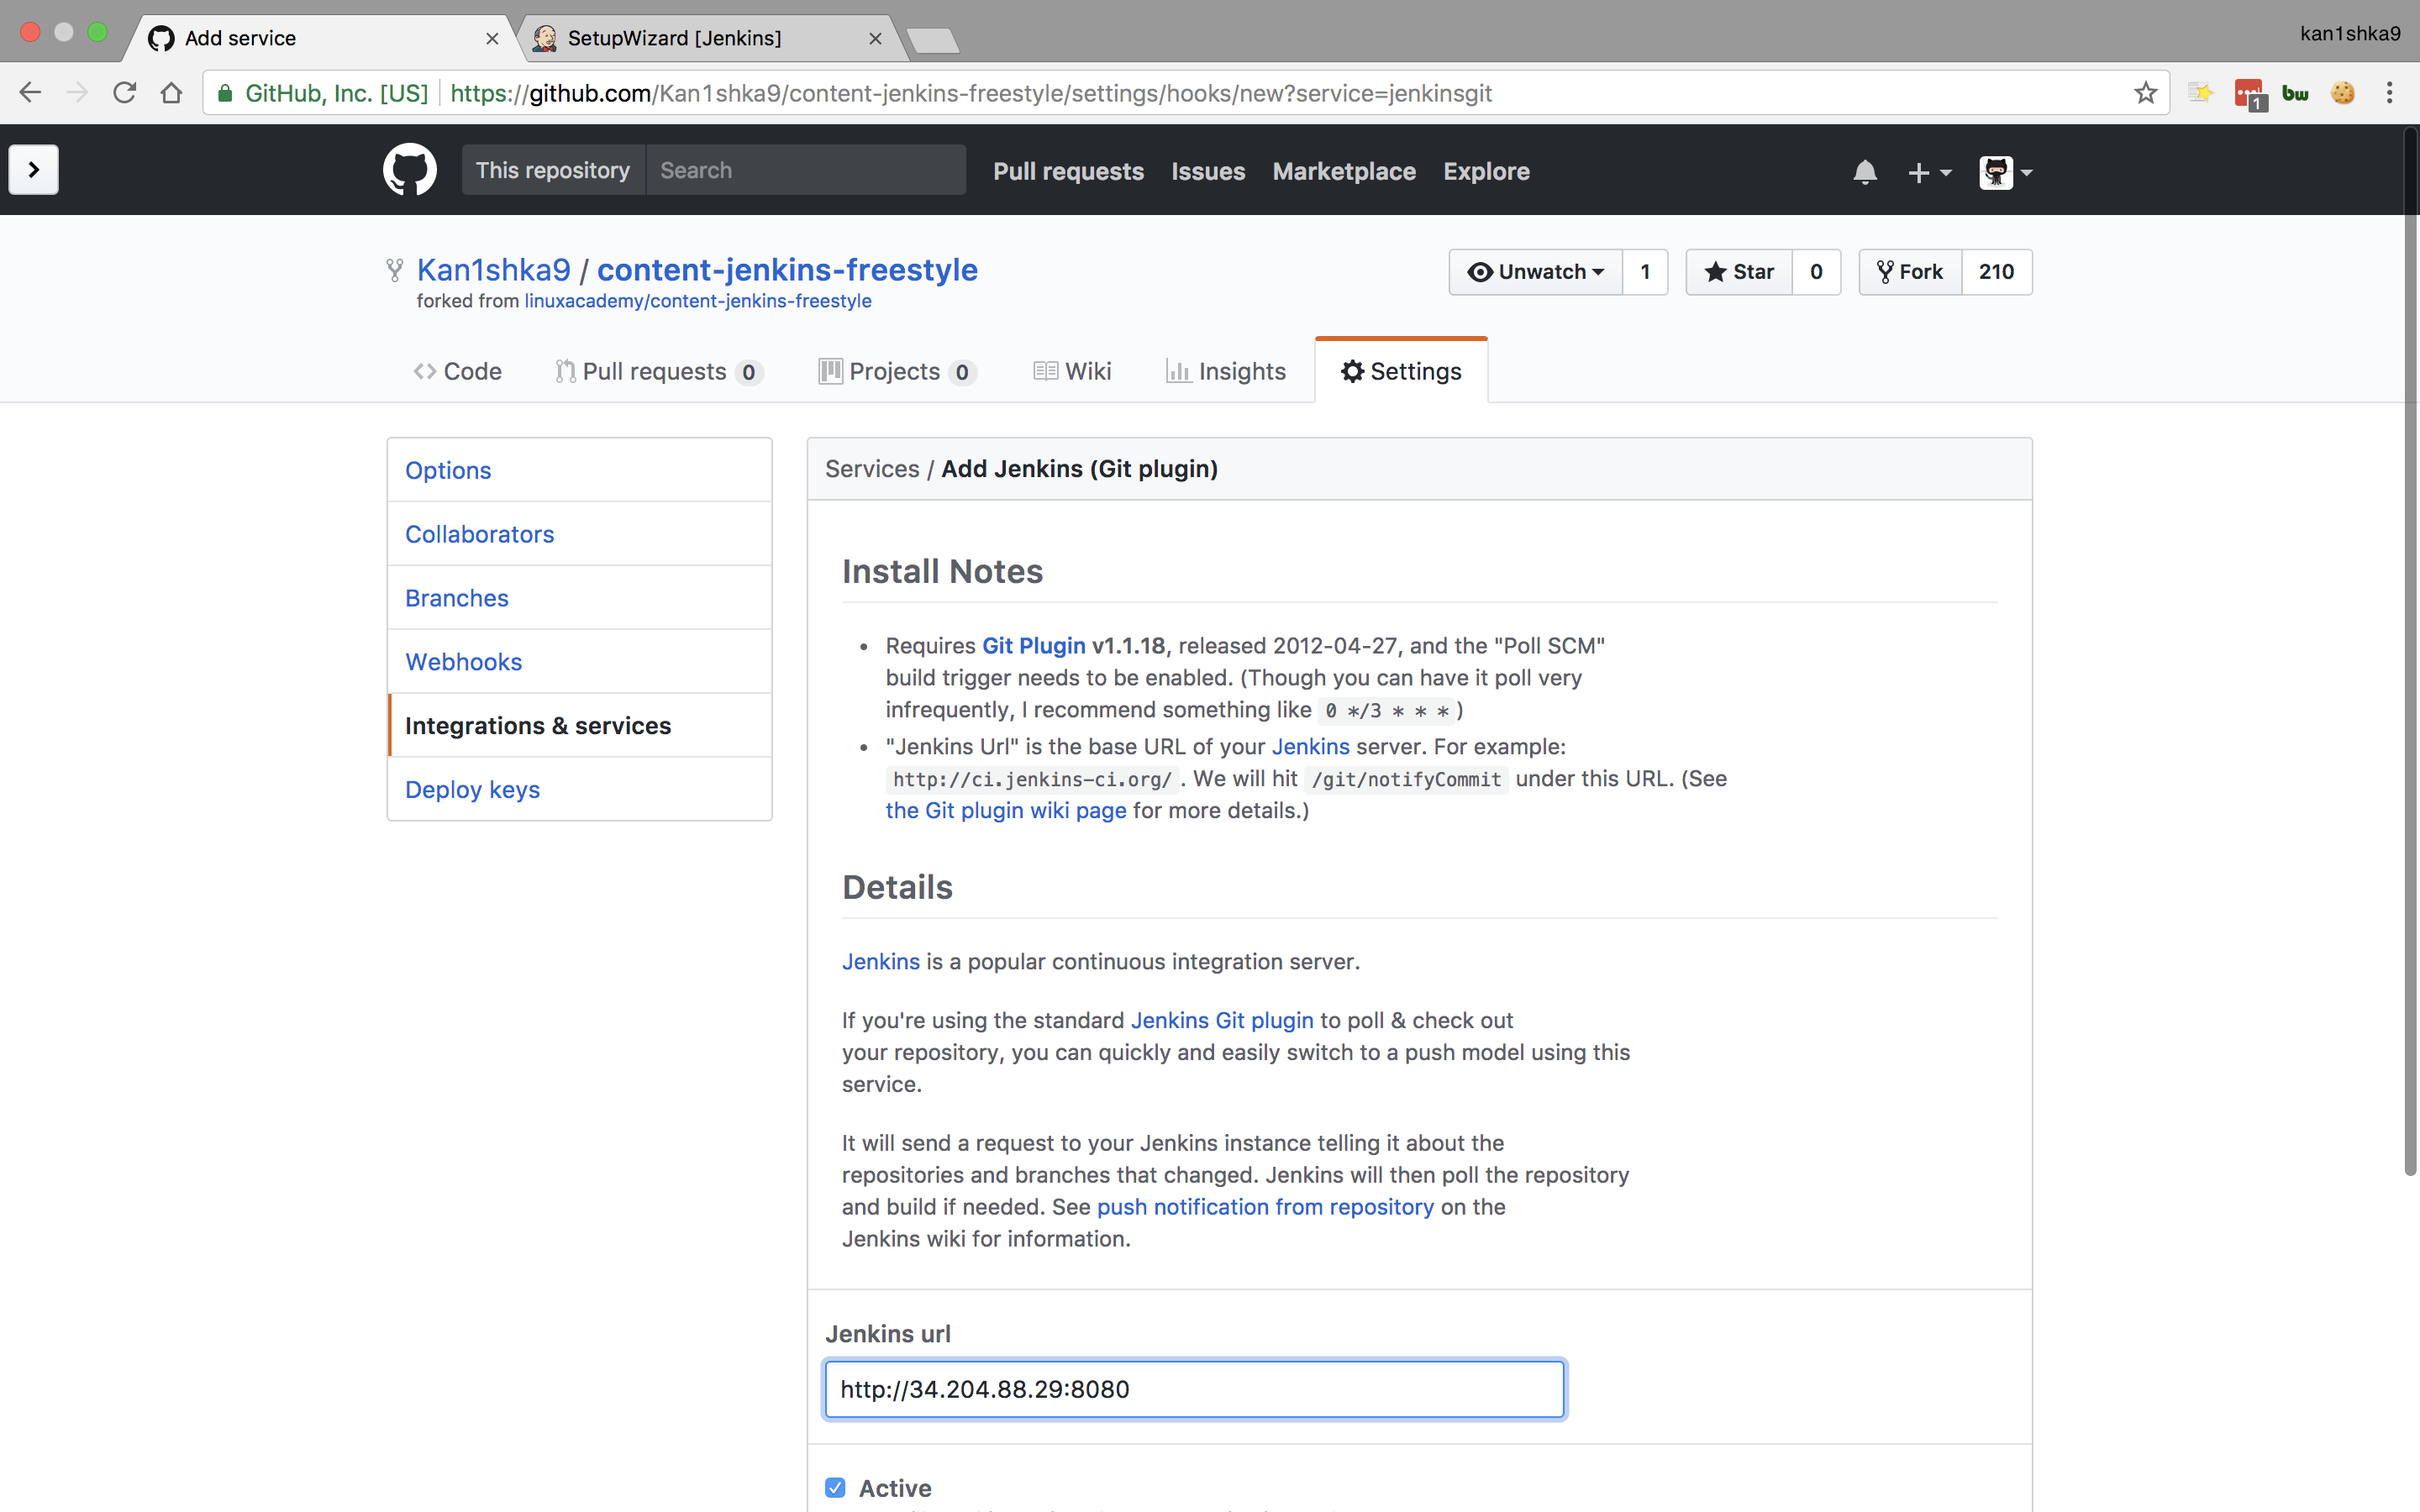 Add service
SetupWizard [Jenkins]
kan1shka9
GitHub, Inc. [US] https://github.com/Kan1shka9/content-jenkins-freestyle/settings/hooks/new?service=jenkinsgit
1
bw
This repository Search Pull requests Issues Marketplace Explore
Kan1shka9 / content-jenkins-freestyle
forked from linuxacademy/content-jenkins-freestyle
Unwatch 1 Star 0 Fork 210
Code Pull requests 0 Projects 0 Wiki Insights Settings
Options
Collaborators
Branches
Webhooks
Integrations & services
Deploy keys
Services / Add Jenkins (Git plugin)
Install Notes
Requires Git Plugin v1.1.18, released 2012-04-27, and the "Poll SCM"
build trigger needs to be enabled. (Though you can have it poll very
infrequently, I recommend something like 0 */3 * * *)
"Jenkins Url" is the base URL of your Jenkins server. For example:
http://ci.jenkins-ci.org/. We will hit /git/notifyCommit under this URL. (See
the Git plugin wiki page for more details.)
Details
Jenkins is a popular continuous integration server.
If you're using the standard Jenkins Git plugin to poll & check out
your repository, you can quickly and easily switch to a push model using this
service.
It will send a request to your Jenkins instance telling it about the
repositories and branches that changed. Jenkins will then poll the repository
and build if needed. See push notification from repository on the
Jenkins wiki for information.
Jenkins url
http://34.204.88.29:8080
Active